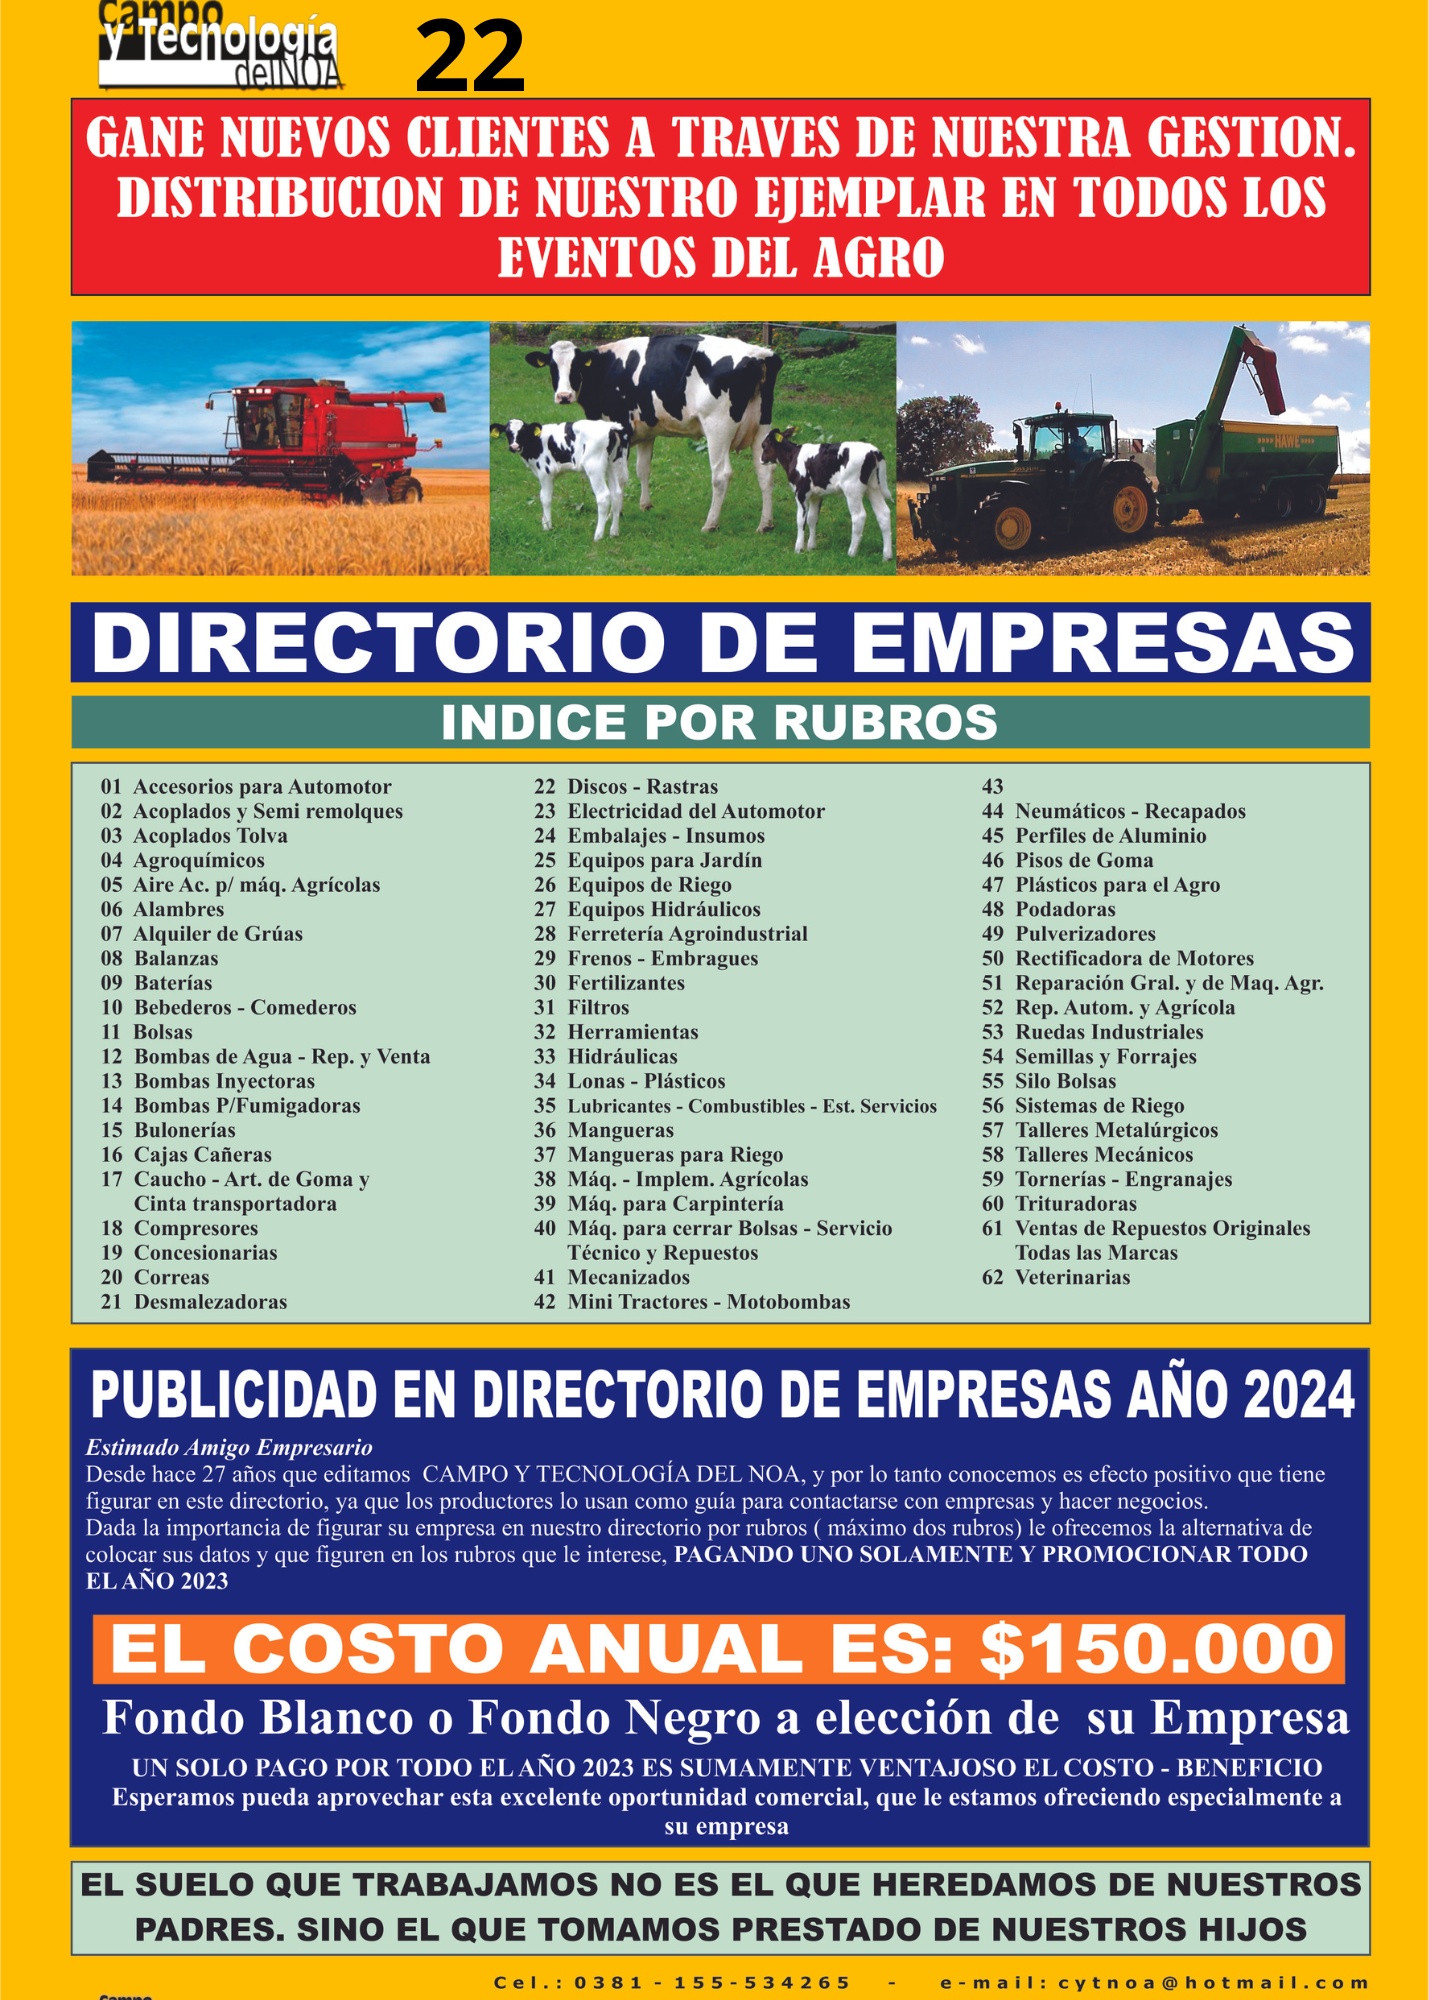 Campo
y Tecnología
delNOA
22
GANE NUEVOS CLIENTES A TRAVES DE NUESTRA GESTION.
DISTRIBUCION DE NUESTRO EJEMPLAR EN TODOS LOS
EVENTOS DEL AGRO
HAWE
DIRECTORIO DE EMPRESAS
INDICE POR RUBROS
01 Accesorios para Automotor
02 Acoplados y Semi remolques
03 Acoplados Tolva
04 Agroquímicos
05 Aire Ac. p/ máq. Agrícolas
06 Alambres
07 Alquiler de Grúas
08 Balanzas
09 Baterías
10 Bebederos - Comederos
11 Bolsas
12 Bombas de Agua - Rep. y Venta
13 Bombas Inyectoras
14 Bombas P/Fumigadoras
15 Bulonerías
16 Cajas Cañeras
17 Caucho - Art. de Goma y
Cinta transportadora
18 Compresores
19 Concesionarias
20 Correas
21 Desmalezadoras
22 Discos - Rastras
23 Electricidad del Automotor
24 Embalajes - Insumos
25 Equipos para Jardín
26 Equipos de Riego
27 Equipos Hidráulicos
28 Ferretería Agroindustrial
29 Frenos - Embragues
30 Fertilizantes
31 Filtros
32 Herramientas
33 Hidráulicas
34 Lonas - Plásticos
35 Lubricantes - Combustibles - Est. Servicios
36 Mangueras
37 Mangueras para Riego
38 Máq. - Implem. Agrícolas
39 Máq. para Carpintería
40 Máq. para cerrar Bolsas - Servicio
Técnico y Repuestos
41 Mecanizados
42 Mini Tractores - Motobombas
43
44 Neumáticos - Recapados
45 Perfiles de Aluminio
46 Pisos de Goma
47 Plásticos para el Agro
48 Podadoras
49 Pulverizadores
50 Rectificadora de Motores
51 Reparación Gral. y de Maq. Agr.
52 Rep. Autom. y Agrícola
53 Ruedas Industriales
54 Semillas y Forrajes
55 Silo Bolsas
56 Sistemas de Riego
57 Talleres Metalúrgicos
58 Talleres Mecánicos
59 Tornerías - Engranajes
60 Trituradoras
61 Ventas de Repuestos Originales
Todas las Marcas
62 Veterinarias
PUBLICIDAD EN DIRECTORIO DE EMPRESAS AÑO 2024
Estimado Amigo Empresario
Desde hace 27 años que editamos CAMPO Y TECNOLOGÍA DEL NOA, y por lo tanto conocemos es efecto positivo que tiene
figurar en este directorio, ya que los productores lo usan como guía para contactarse con empresas y hacer negocios.
Dada la importancia de figurar su empresa en nuestro directorio por rubros ( máximo dos rubros) le ofrecemos la alternativa de
colocar sus datos y que figuren en los rubros que le interese, PAGANDO UNO SOLAMENTE Y PROMOCIONAR TODO
EL AÑO 2023
EL COSTO ANUAL ES: $150.000
Fondo Blanco o Fondo Negro a elección de su Empresa
UN SOLO PAGO POR TODO EL AÑO 2023 ES SUMAMENTE VENTAJOSO EL COSTO - BENEFICIO
Esperamos pueda aprovechar esta excelente oportunidad comercial, que le estamos ofreciendo especialmente a
su empresa
EL SUELO QUE TRABAJAMOS NO ES EL QUE HEREDAMOS DE NUESTROS
PADRES. SINO EL QUE TOMAMOS PRESTADO DE NUESTROS HIJOS
Cel.: 0381 - 155-534265 - e-mail: cytnoa@hotmail.com
Campo